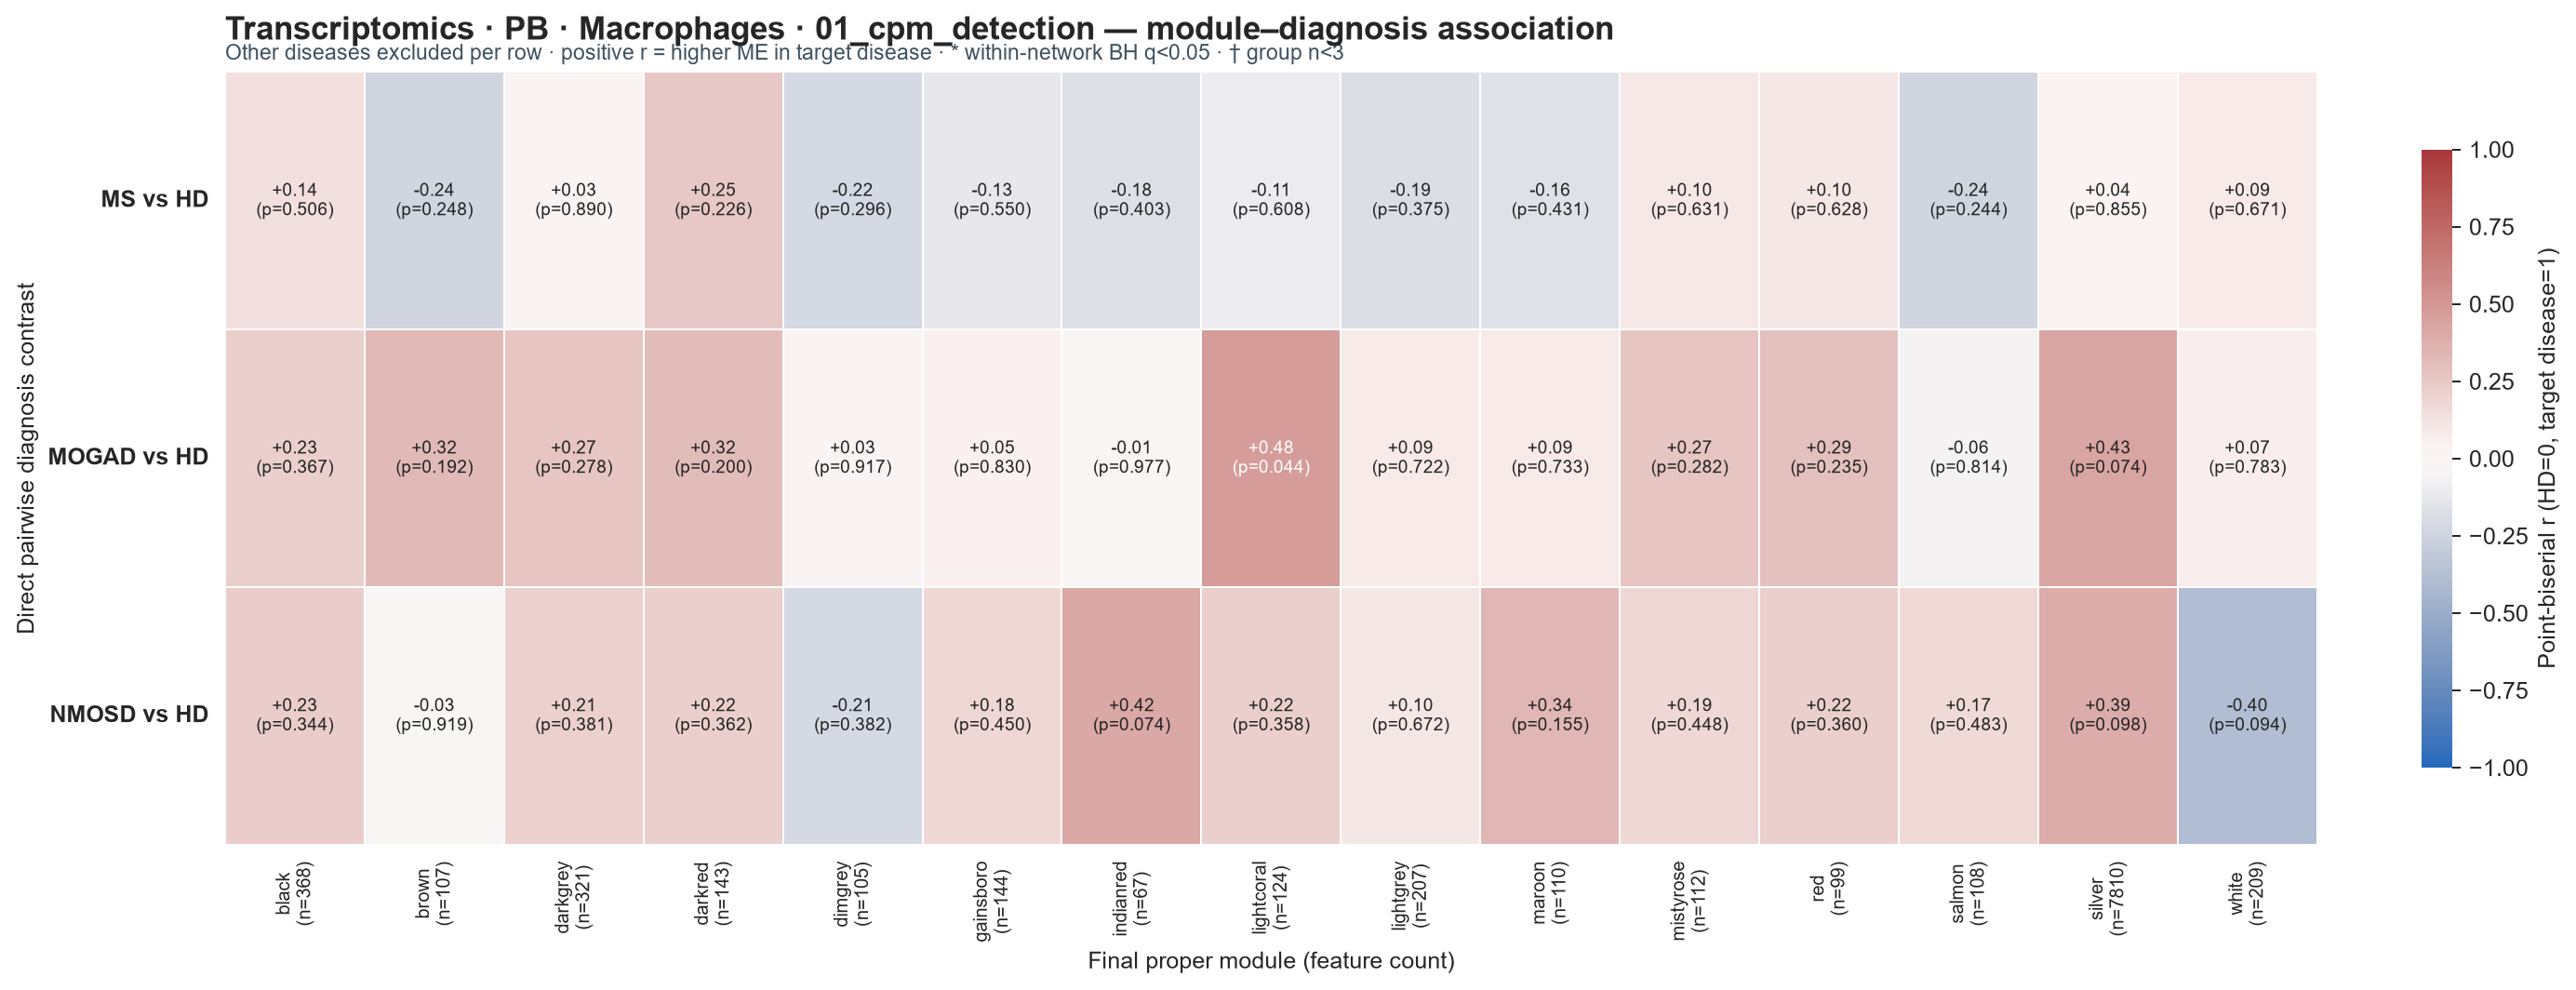 Transcriptomics · PB · Macrophages · 01_cpm_detection — module–diagnosis association
Other diseases excluded per row · positive r = higher ME in target disease · * within-network BH q<0.05 · † group n<3
Direct pairwise diagnosis contrast
MS vs HD
+0.14 -0.24 +0.03 +0.25 -0.22 -0.13 -0.18 -0.11 -0.19 -0.16 +0.10 +0.10 -0.24 +0.04 +0.09
(p=0.506) (p=0.248) (p=0.890) (p=0.226) (p=0.296) (p=0.550) (p=0.403) (p=0.608) (p=0.375) (p=0.431) (p=0.631) (p=0.628) (p=0.244) (p=0.855) (p=0.671)
MOGAD vs HD
+0.23 +0.32 +0.27 +0.32 +0.03 +0.05 -0.01 +0.48 +0.09 +0.09 +0.27 +0.29 -0.06 +0.43 +0.07
(p=0.367) (p=0.192) (p=0.278) (p=0.200) (p=0.917) (p=0.830) (p=0.977) (p=0.044) (p=0.722) (p=0.733) (p=0.282) (p=0.235) (p=0.814) (p=0.074) (p=0.783)
NMOSD vs HD
+0.23 -0.03 +0.21 +0.22 -0.21 +0.18 +0.42 +0.22 +0.10 +0.34 +0.19 +0.22 +0.17 +0.39 -0.40
(p=0.344) (p=0.919) (p=0.381) (p=0.362) (p=0.382) (p=0.450) (p=0.074) (p=0.358) (p=0.672) (p=0.155) (p=0.448) (p=0.360) (p=0.483) (p=0.098) (p=0.094)
black
(n=368)
brown
(n=107)
darkgrey
(n=321)
darkred
(n=143)
dimgrey
(n=105)
gainsboro
(n=144)
indianred
(n=67)
lightcoral
(n=124)
lightgrey
(n=207)
maroon
(n=110)
mistyrose
(n=112)
red
(n=99)
salmon
(n=108)
silver
(n=7810)
white
(n=209)
Final proper module (feature count)
1.00
0.75
0.50
0.25
0.00
−0.25
−0.50
−0.75
−1.00
Point-biserial r (HD=0, target disease=1)